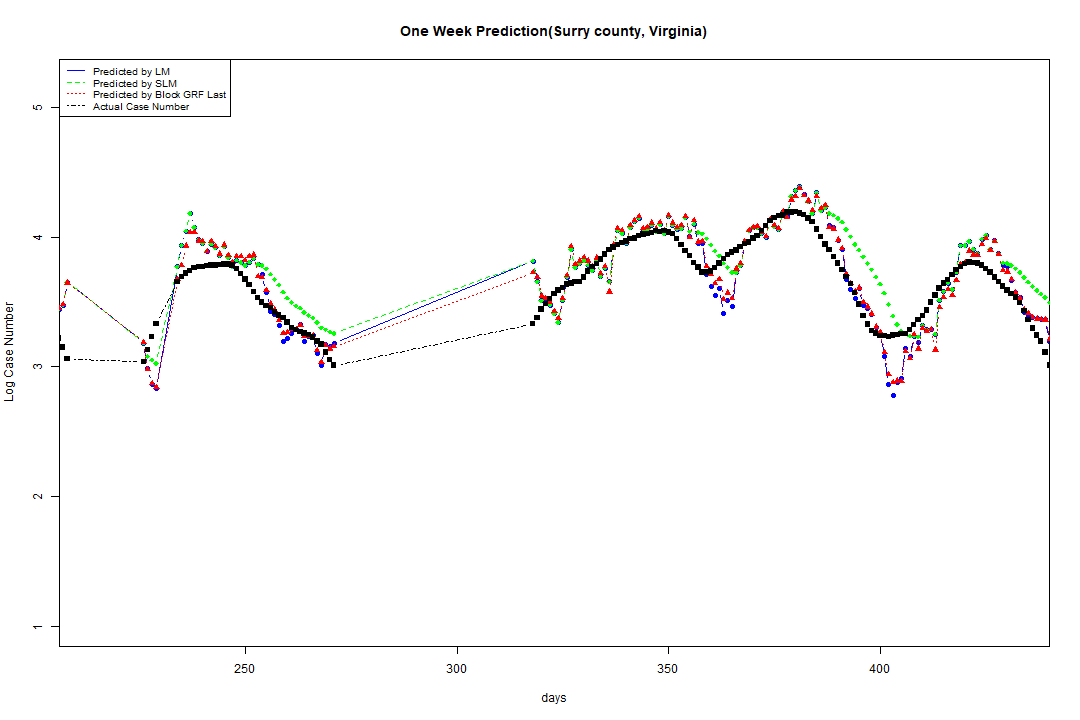 One Week Prediction(Surry county, Virginia)
Predicted by LM
Predicted by SLM
Predicted by Block GRF Last
Actual Case Number
5
4
3
2
1
Log Case Number
250 300 350 400
days